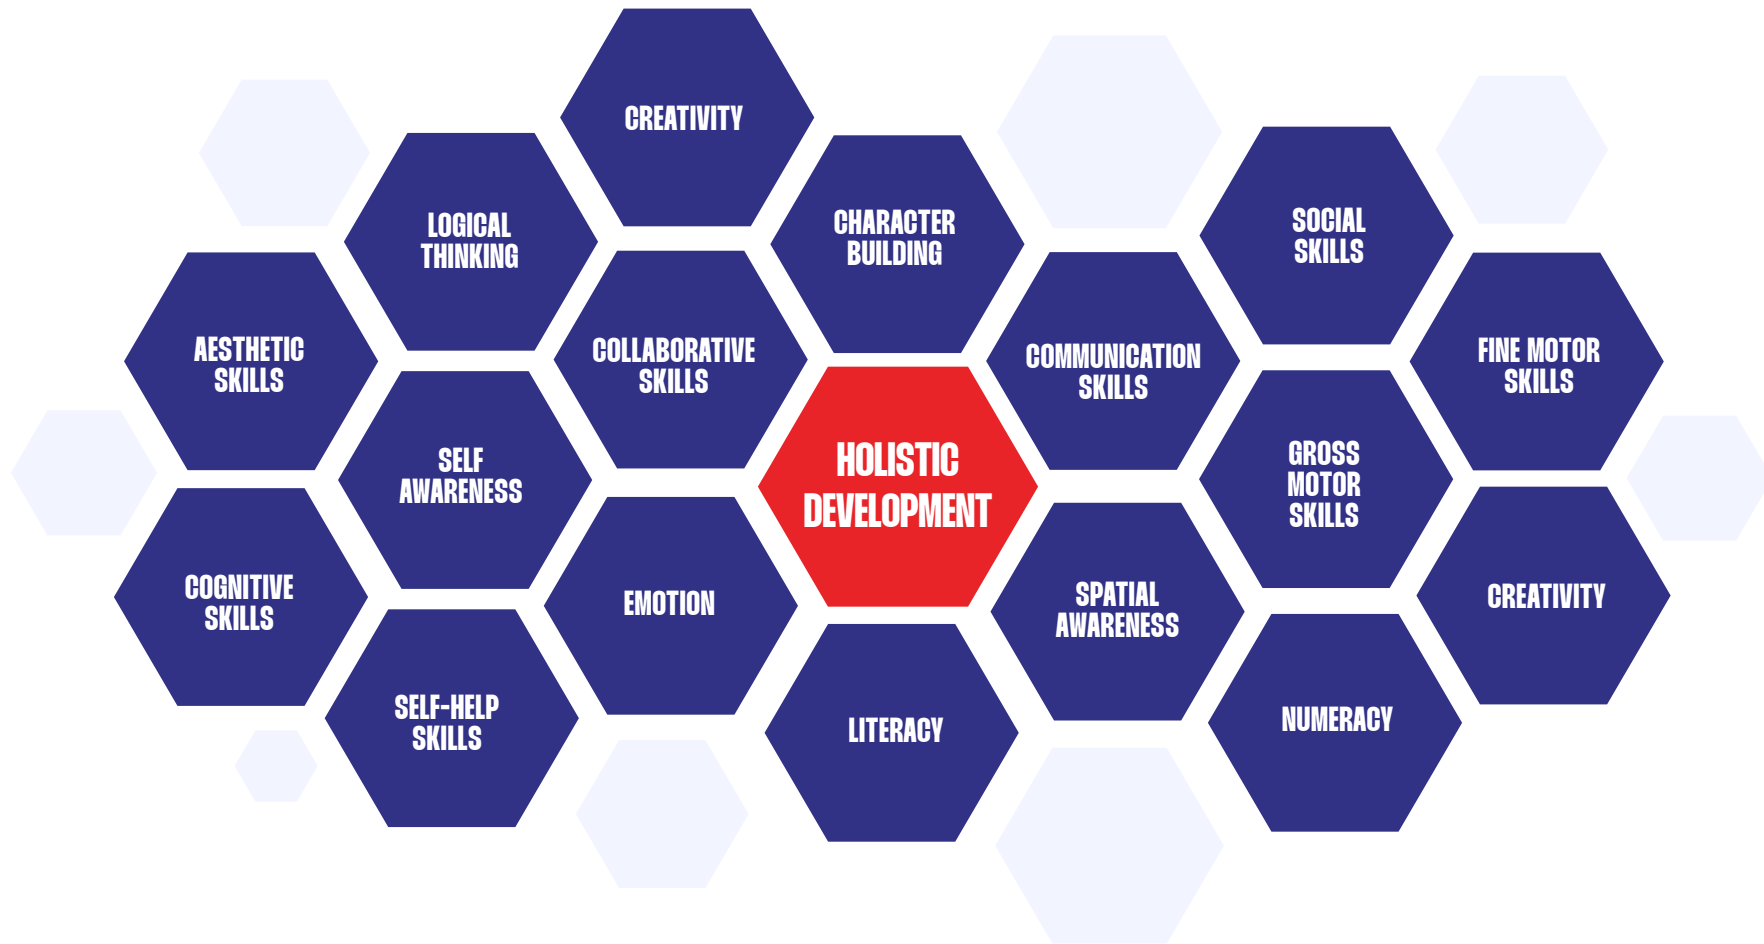 CREATIVITY
LOGICAL
THINKING
CHARACTER
BUILDING
SOCIAL
SKILLS
AESTHETIC
SKILLS
COLLABORATIVE
SKILLS
COMMUNICATION
SKILLS
FINE MOTOR
SKILLS
SELF
AWARENESS
HOLISTIC
DEVELOPMENT
GROSS
MOTOR
SKILLS
COGNITIVE
SKILLS
EMOTION
SPATIAL
AWARENESS
CREATIVITY
SELF-HELP
SKILLS
LITERACY
NUMERACY